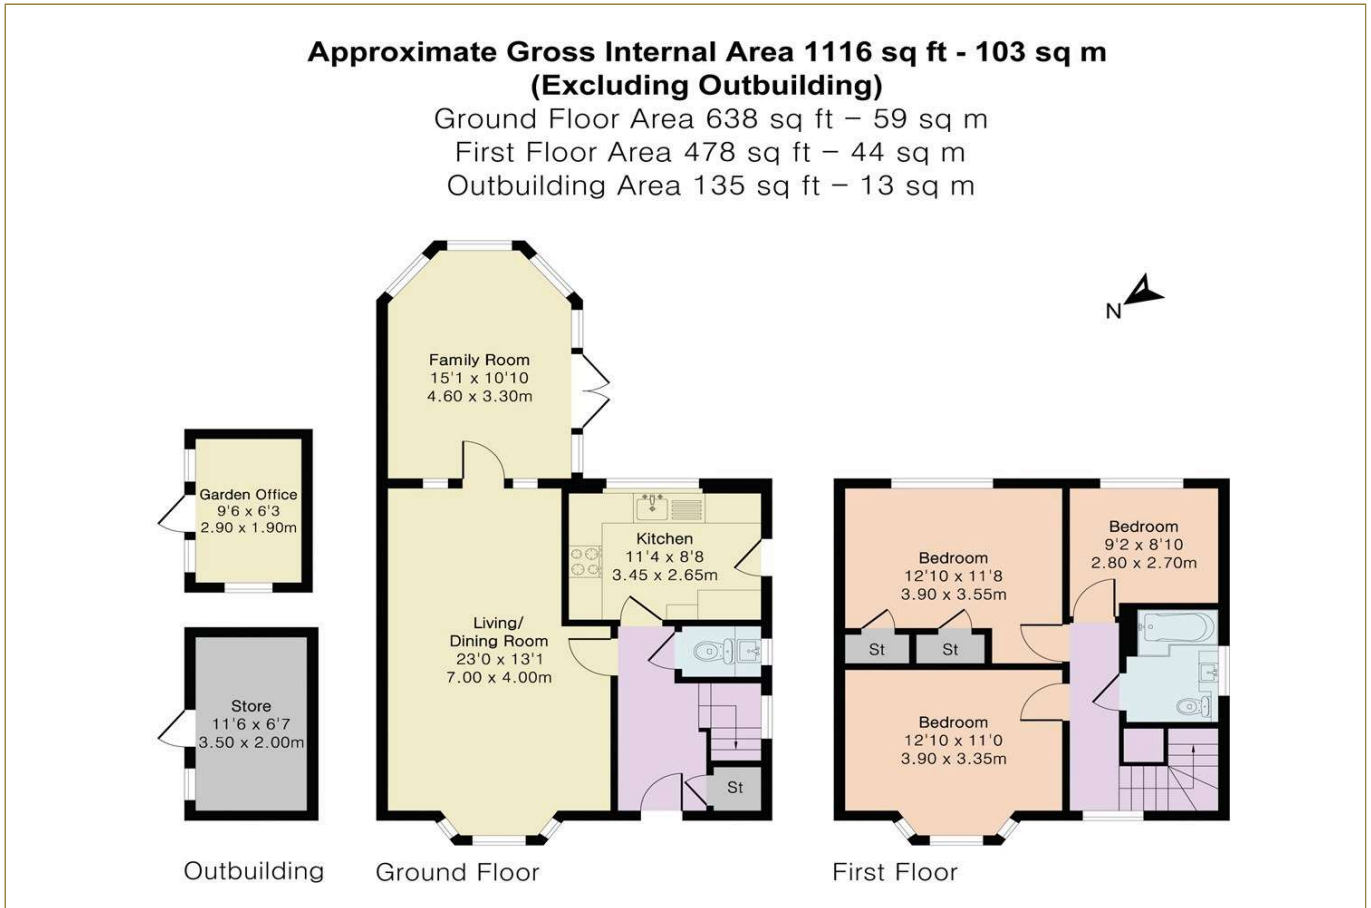 Approximate Gross Internal Area 1116 sq ft - 103 sq m
(Excluding Outbuilding)
Ground Floor Area 638 sq ft – 59 sq m
First Floor Area 478 sq ft – 44 sq m
Outbuilding Area 135 sq ft – 13 sq m
N
Garden Office
9'6 x 6'3
2.90 x 1.90m
Store
11'6 x 6'7
3.50 x 2.00m
Outbuilding
Family Room
15'1 x 10'10
4.60 x 3.30m
Kitchen
11'4 x 8'8
3.45 x 2.65m
Living/
Dining Room
23'0 x 13'1
7.00 x 4.00m
St
Ground Floor
Bedroom
12'10 x 11'8
3.90 x 3.55m
Bedroom
9'2 x 8'10
2.80 x 2.70m
St
St
Bedroom
12'10 x 11'0
3.90 x 3.35m
First Floor